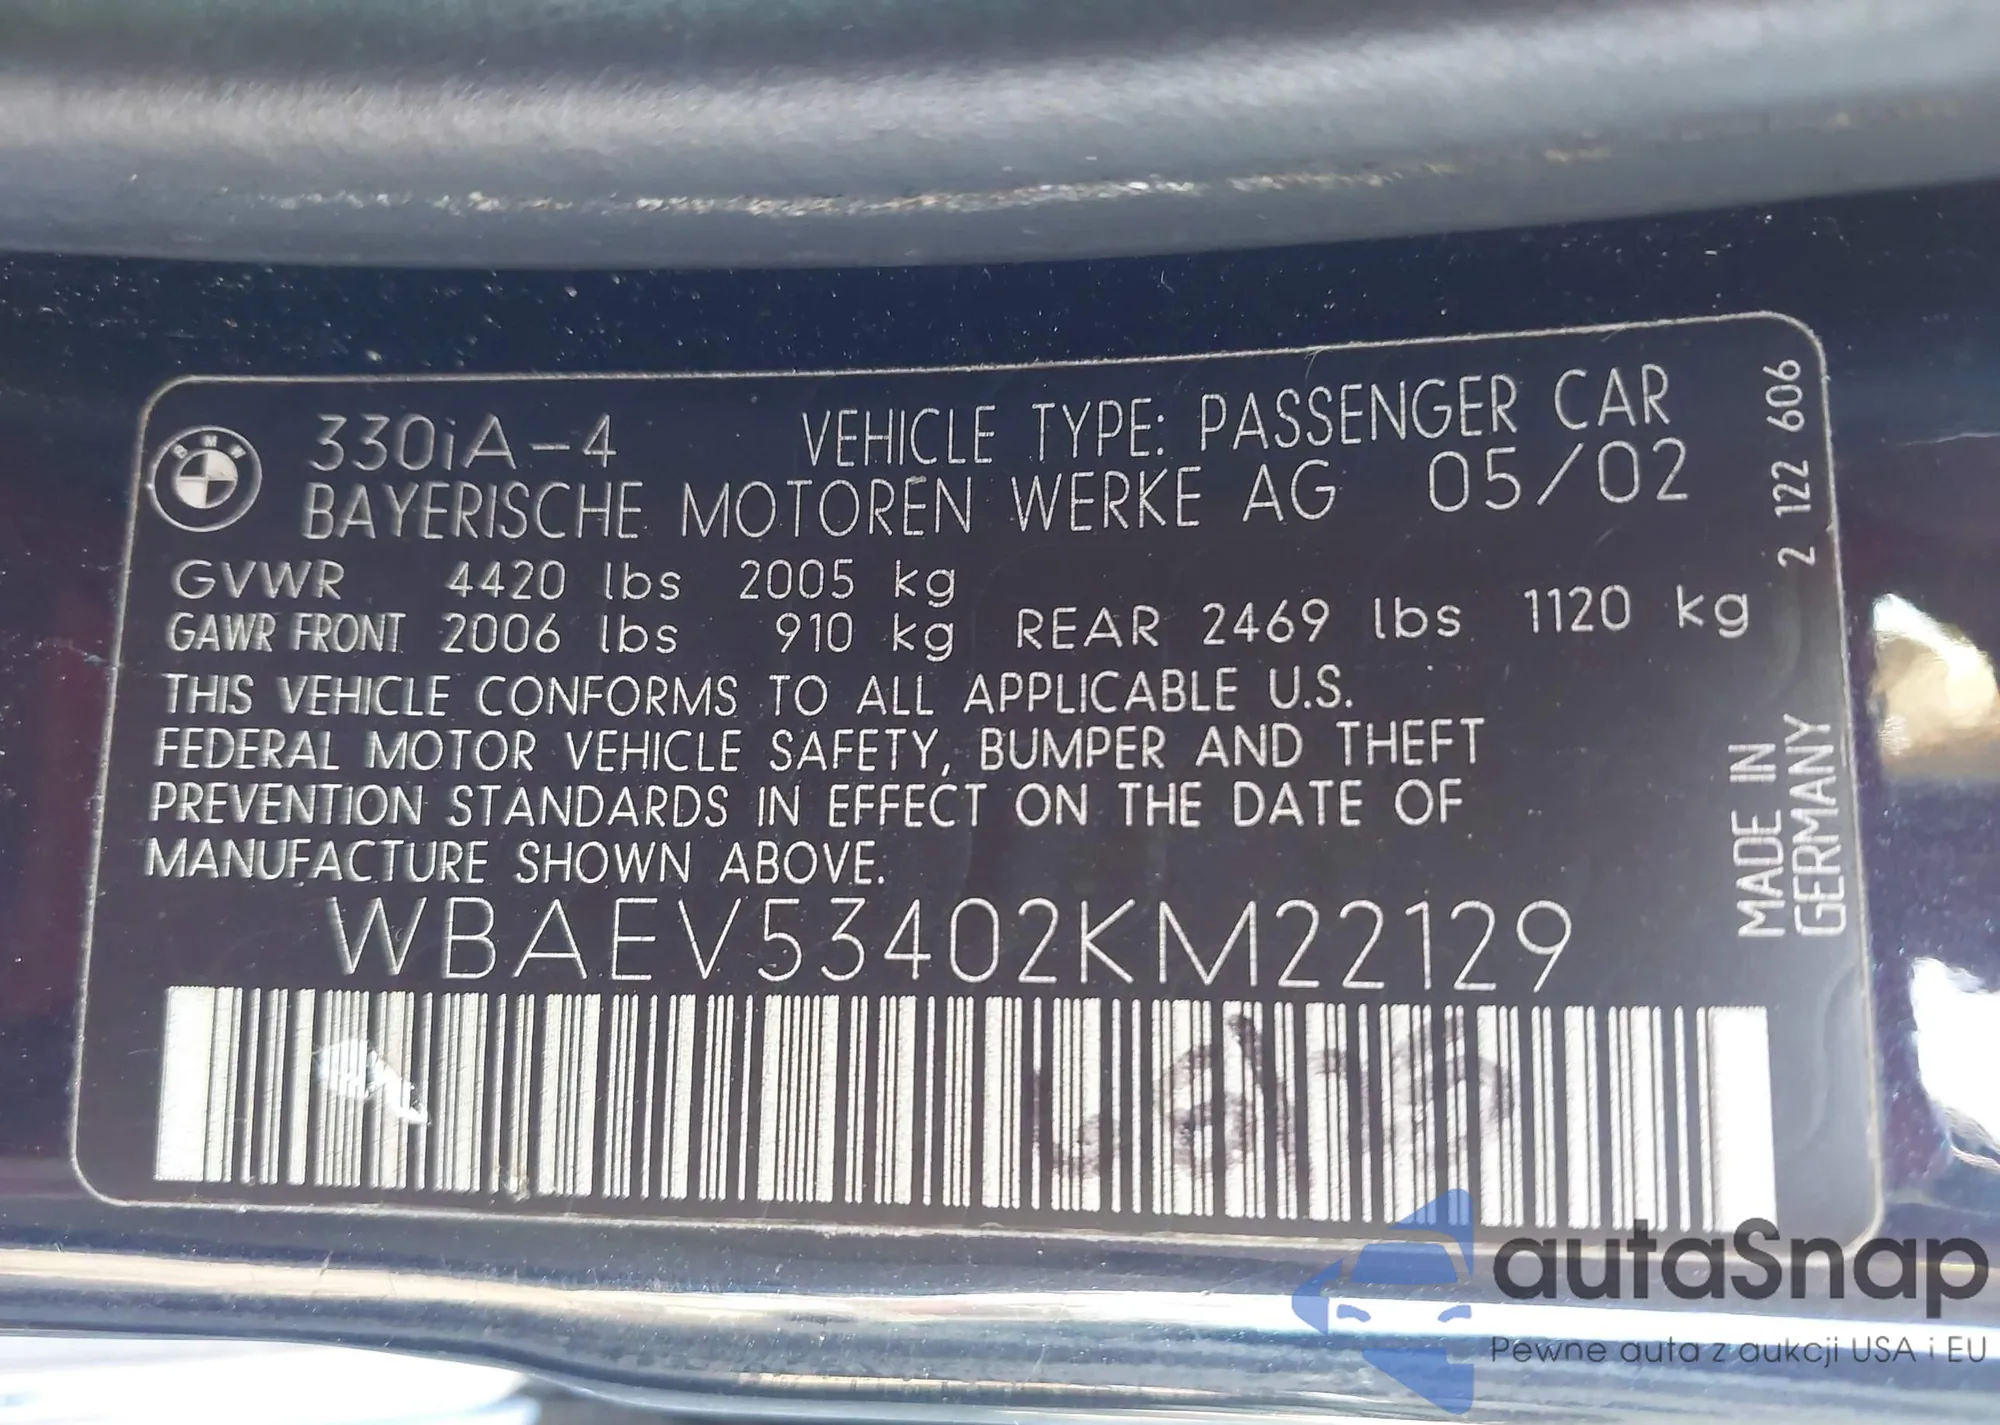 BMW
330iA-4 VEHICLE TYPE: PASSENGER CAR
BAYERISCHE MOTOREN WERKE AG 05/02
GVWR 4420 lbs 2005 kg
GAWR FRONT 2006 lbs 910 kg REAR 2469 lbs 1120 kg
THIS VEHICLE CONFORMS TO ALL APPLICABLE U.S.
FEDERAL MOTOR VEHICLE SAFETY, BUMPER AND THEFT
PREVENTION STANDARDS IN EFFECT ON THE DATE OF
MANUFACTURE SHOWN ABOVE.
WBAEV53402KM22129
2 122 606
MADE IN
GERMANY
autaSnap
Pewne auta z aukcji USA i EU